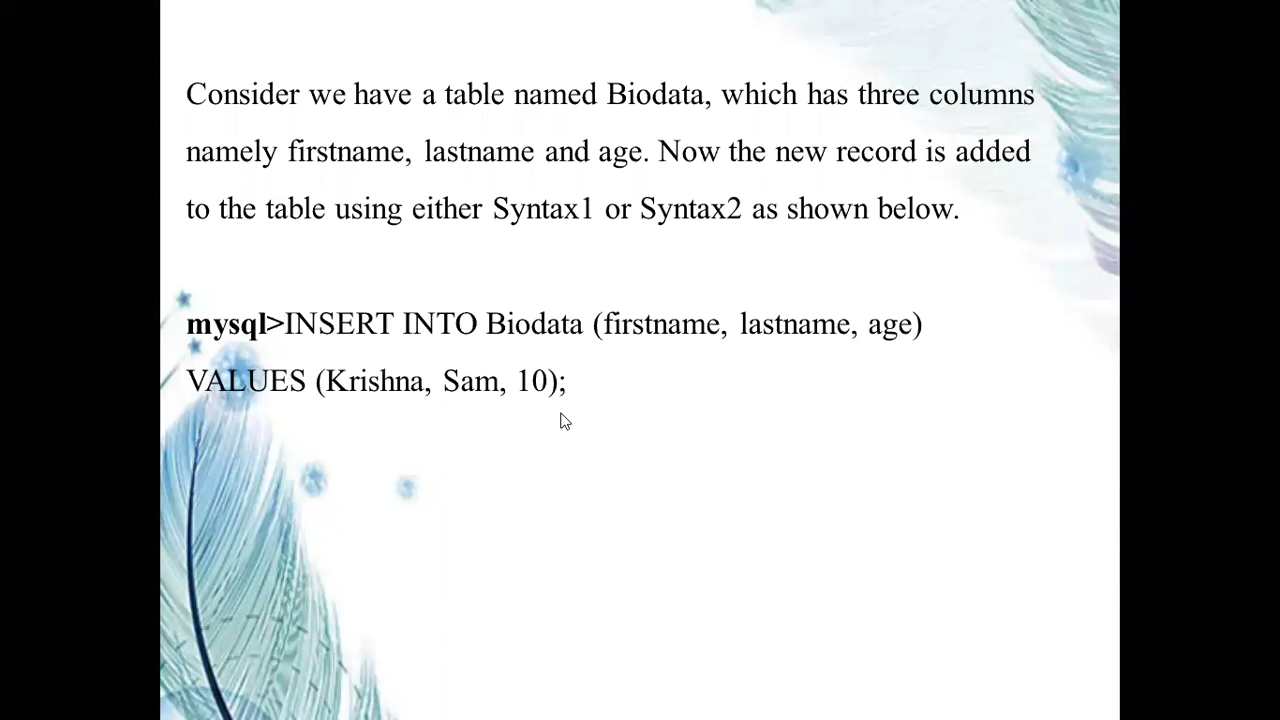 Consider we have a table named Biodata, which has three columns
namely firstname, lastname and age. Now the new record is added
to the table using either Syntax1 or Syntax2 as shown below.
mysql>INSERT INTO Biodata (firstname, lastname, age)
VALUES (Krishna, Sam, 10);